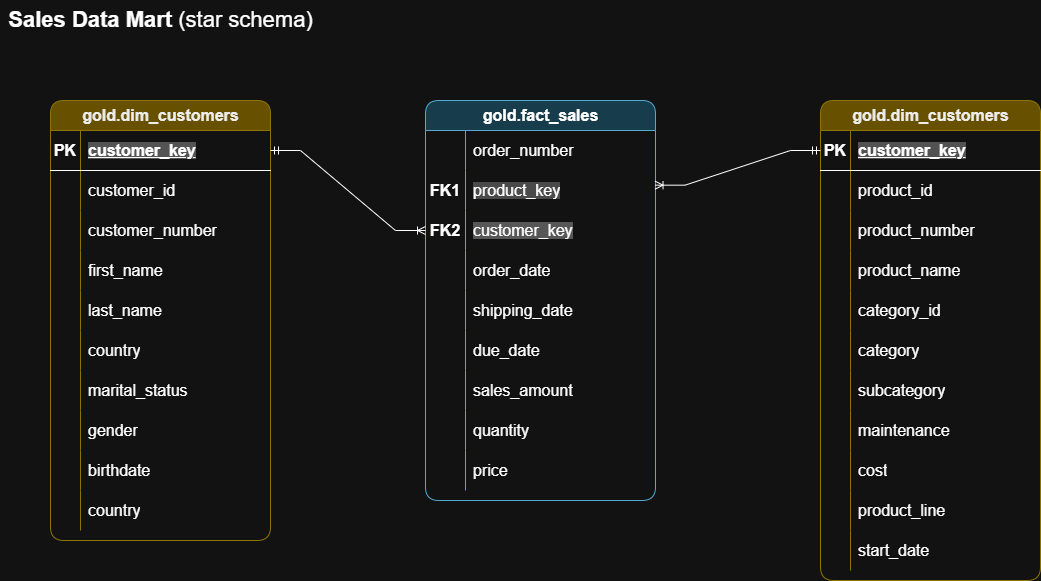 Sales Data Mart (star schema)
gold.dim_customers
PK customer_key
customer_id
customer_number
first_name
last_name
country
marital_status
gender
birthdate
country
gold.fact_sales
order_number
FK1 product_key
FK2 customer_key
order_date
shipping_date
due_date
sales_amount
quantity
price
gold.dim_customers
PK customer_key
product_id
product_number
product_name
category_id
category
subcategory
maintenance
cost
product_line
start_date